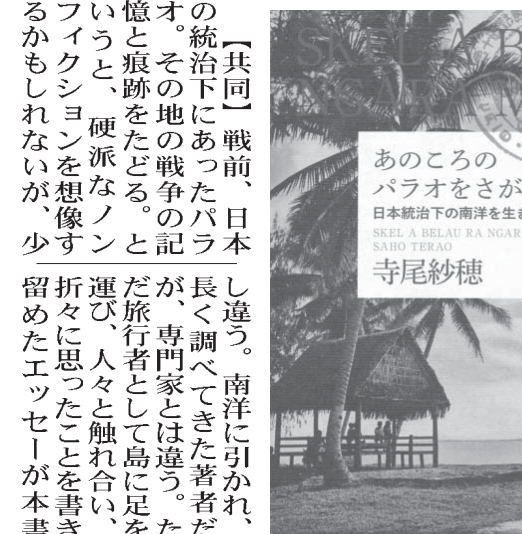 【共同】戦前、日本
の統治下にあったパラ
オ。その地の戦争の記
憶と痕跡をたどる。と
いうと、硬派なノン
フィクションを想像す
るかもしれないが、少
し違う。南洋に引かれ、
長く調べてきた著者だ
が、専門家とは違う。た
だ旅行者として島に足を
運び、人々と触れ合い、
折々に思ったことを書き
留めたエッセーが本書
SKEL A B
NGAR M
あのころの
パラオをさが
日本統治下の南洋を生き
SKEL A BELAU RA NGAR
SAHO TERAO
寺尾紗穂